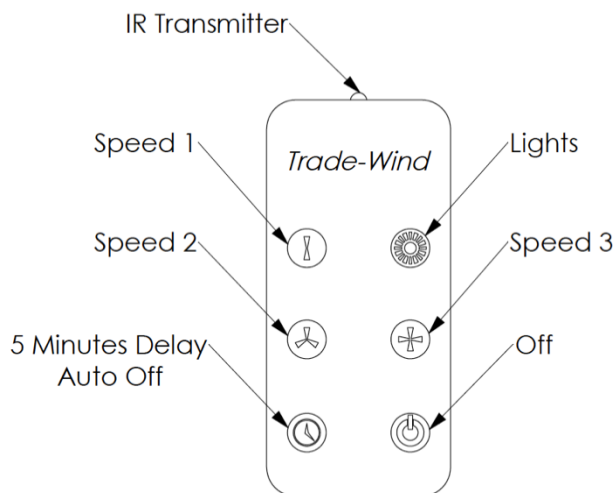 IR Transmitter
Speed 1
Trade-Wind
Lights
Speed 2
Speed 3
5 Minutes Delay
Auto Off
Off